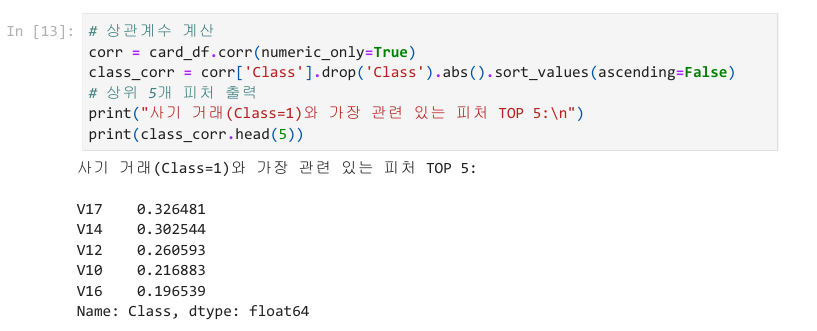 In [13]: # 상관계수 계산
corr = card_df.corr(numeric_only=True)
class_corr = corr['Class'].drop('Class').abs().sort_values(ascending=False)
# 상위 5개 피처 출력
print("사기 거래(Class=1)와 가장 관련 있는 피처 TOP 5:\n")
print(class_corr.head(5))
사기 거래(Class=1)와 가장 관련 있는 피처 TOP 5:
V17    0.326481
V14    0.302544
V12    0.260593
V10    0.216883
V16    0.196539
Name: Class, dtype: float64